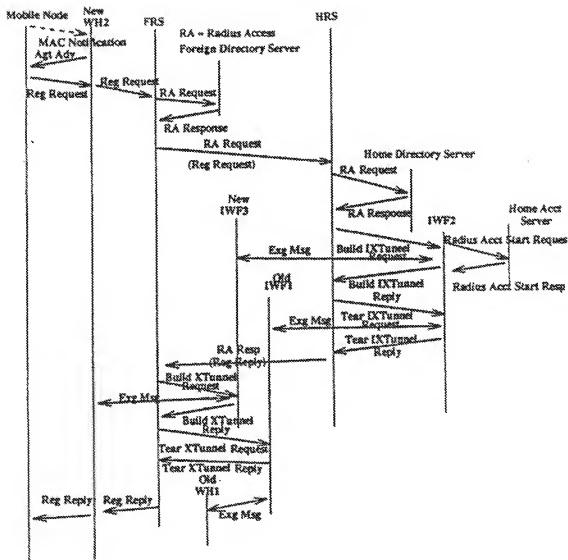 Mobile Node
New
WH2
FRS
HRS
RA = Radius Access
Foreign Directory Server
MAC Notification
Agt Adv
Reg Request
Reg Request
RA Request
RA Response
RA Request
(Reg Request)
Home Directory Server
RA Request
RA Response
New
IWF3
IWF2
Home Acct
Server
Radius Acct Start Reques
Exg Msg
Build IXTunnel
Request
Old
IWF1
Build IXTunnel
Reply
Radius Acct Start Resp
Exg Msg
Tear IXTunnel
Request
Tear IXTunnel
Reply
RA Resp
(Reg Reply)
Build XTunnel
Request
Exg Msg
Build XTunnel
Reply
Tear XTunnel Request
Tear XTunnel Reply
Old
WH1
Reg Reply
Reg Reply
Exg Msg